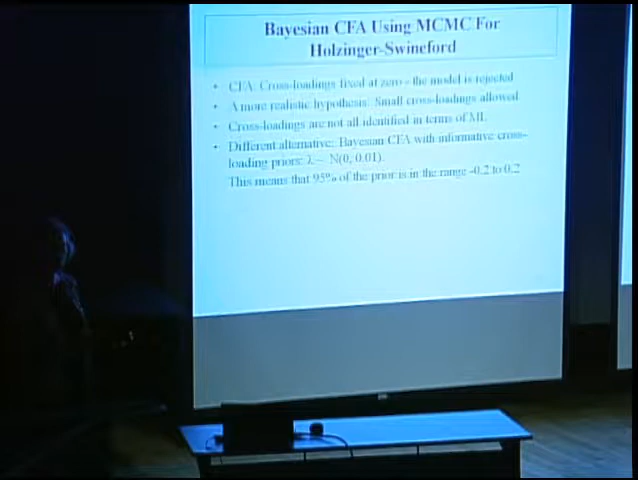 Bayesian CFA Using MCMC For
Holzinger-Swineford
• CFA: Cross-loadings fixed at zero - the model is rejected
• A more realistic hypothesis: Small cross-loadings allowed
• Cross-loadings are not all identified in terms of ML
• Different alternative: Bayesian CFA with informative cross-
loading priors: λ ~ N(0, 0.01).
This means that 95% of the prior is in the range -0.2 to 0.2